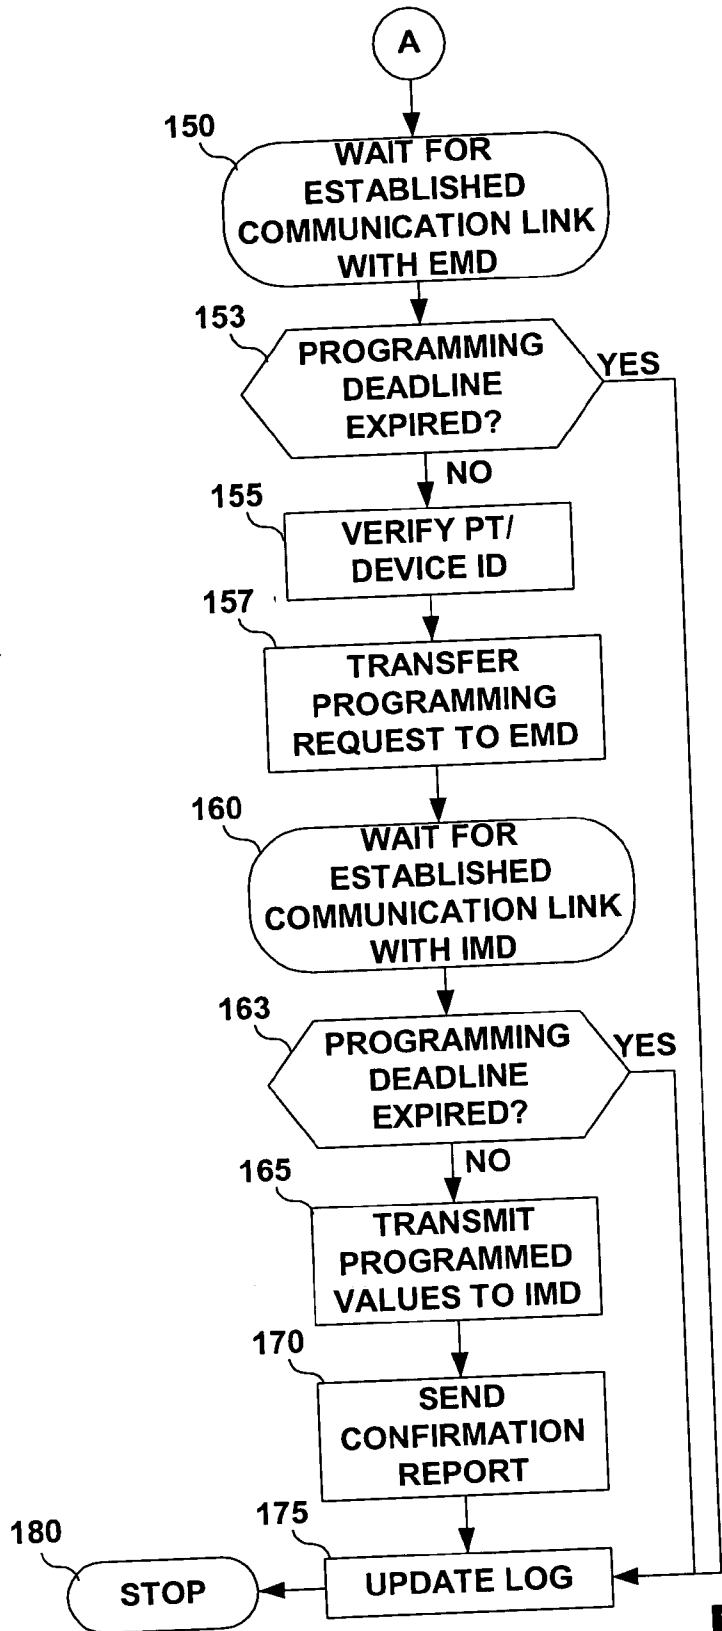 A
150
WAIT FOR
ESTABLISHED
COMMUNICATION LINK
WITH EMD
153
PROGRAMMING
DEADLINE
EXPIRED?
YES
NO
155
VERIFY PT/
DEVICE ID
157
TRANSFER
PROGRAMMING
REQUEST TO EMD
160
WAIT FOR
ESTABLISHED
COMMUNICATION LINK
WITH IMD
163
PROGRAMMING
DEADLINE
EXPIRED?
YES
NO
165
TRANSMIT
PROGRAMMED
VALUES TO IMD
170
SEND
CONFIRMATION
REPORT
175
UPDATE LOG
180
STOP